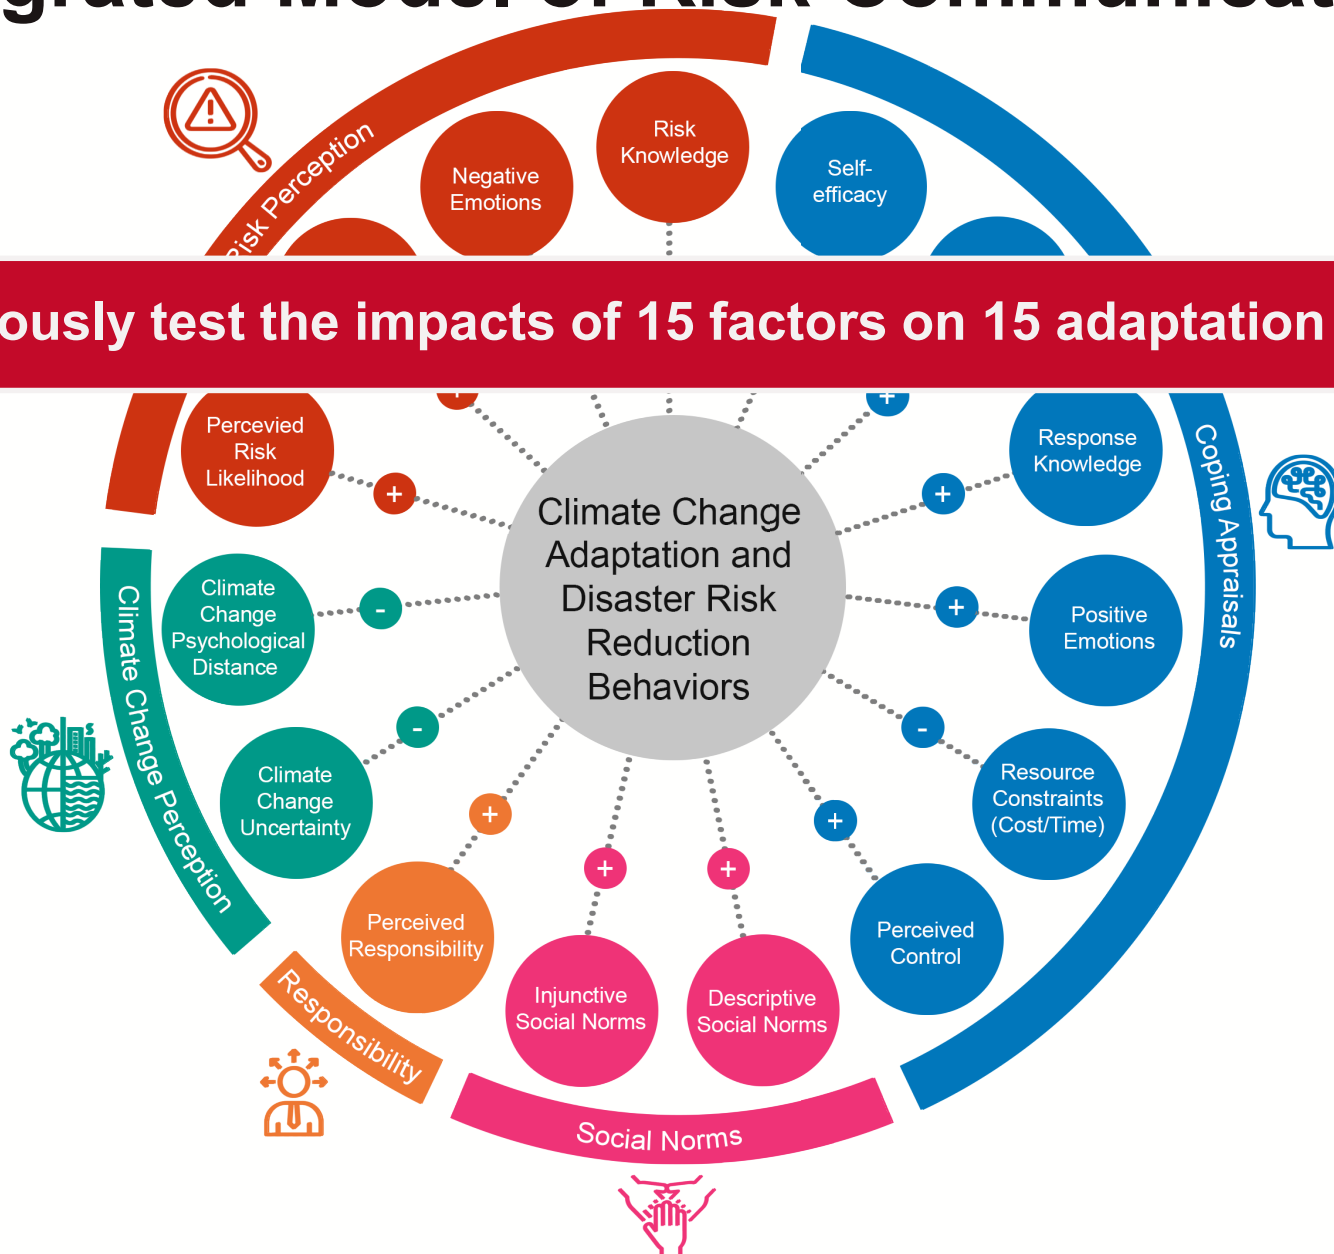 Risk Perception
Risk
Knowledge
Negative
Emotions
Self-
efficacy
ously test the impacts of 15 factors on 15 adaptation
Percevied
Risk
Likelihood
+
+
+
Response
Knowledge
+
Coping Appraisals
Climate Change
Adaptation and
Disaster Risk
Reduction
Behaviors
Climate
Change
Psychological
Distance
-
+
Positive
Emotions
Climate Change Perception
Climate
Change
Uncertainty
-
-
Resource
Constraints
(Cost/Time)
+
+
+
+
Perceived
Responsibility
Perceived
Control
Injunctive
Social Norms
Descriptive
Social Norms
Responsibility
Social Norms